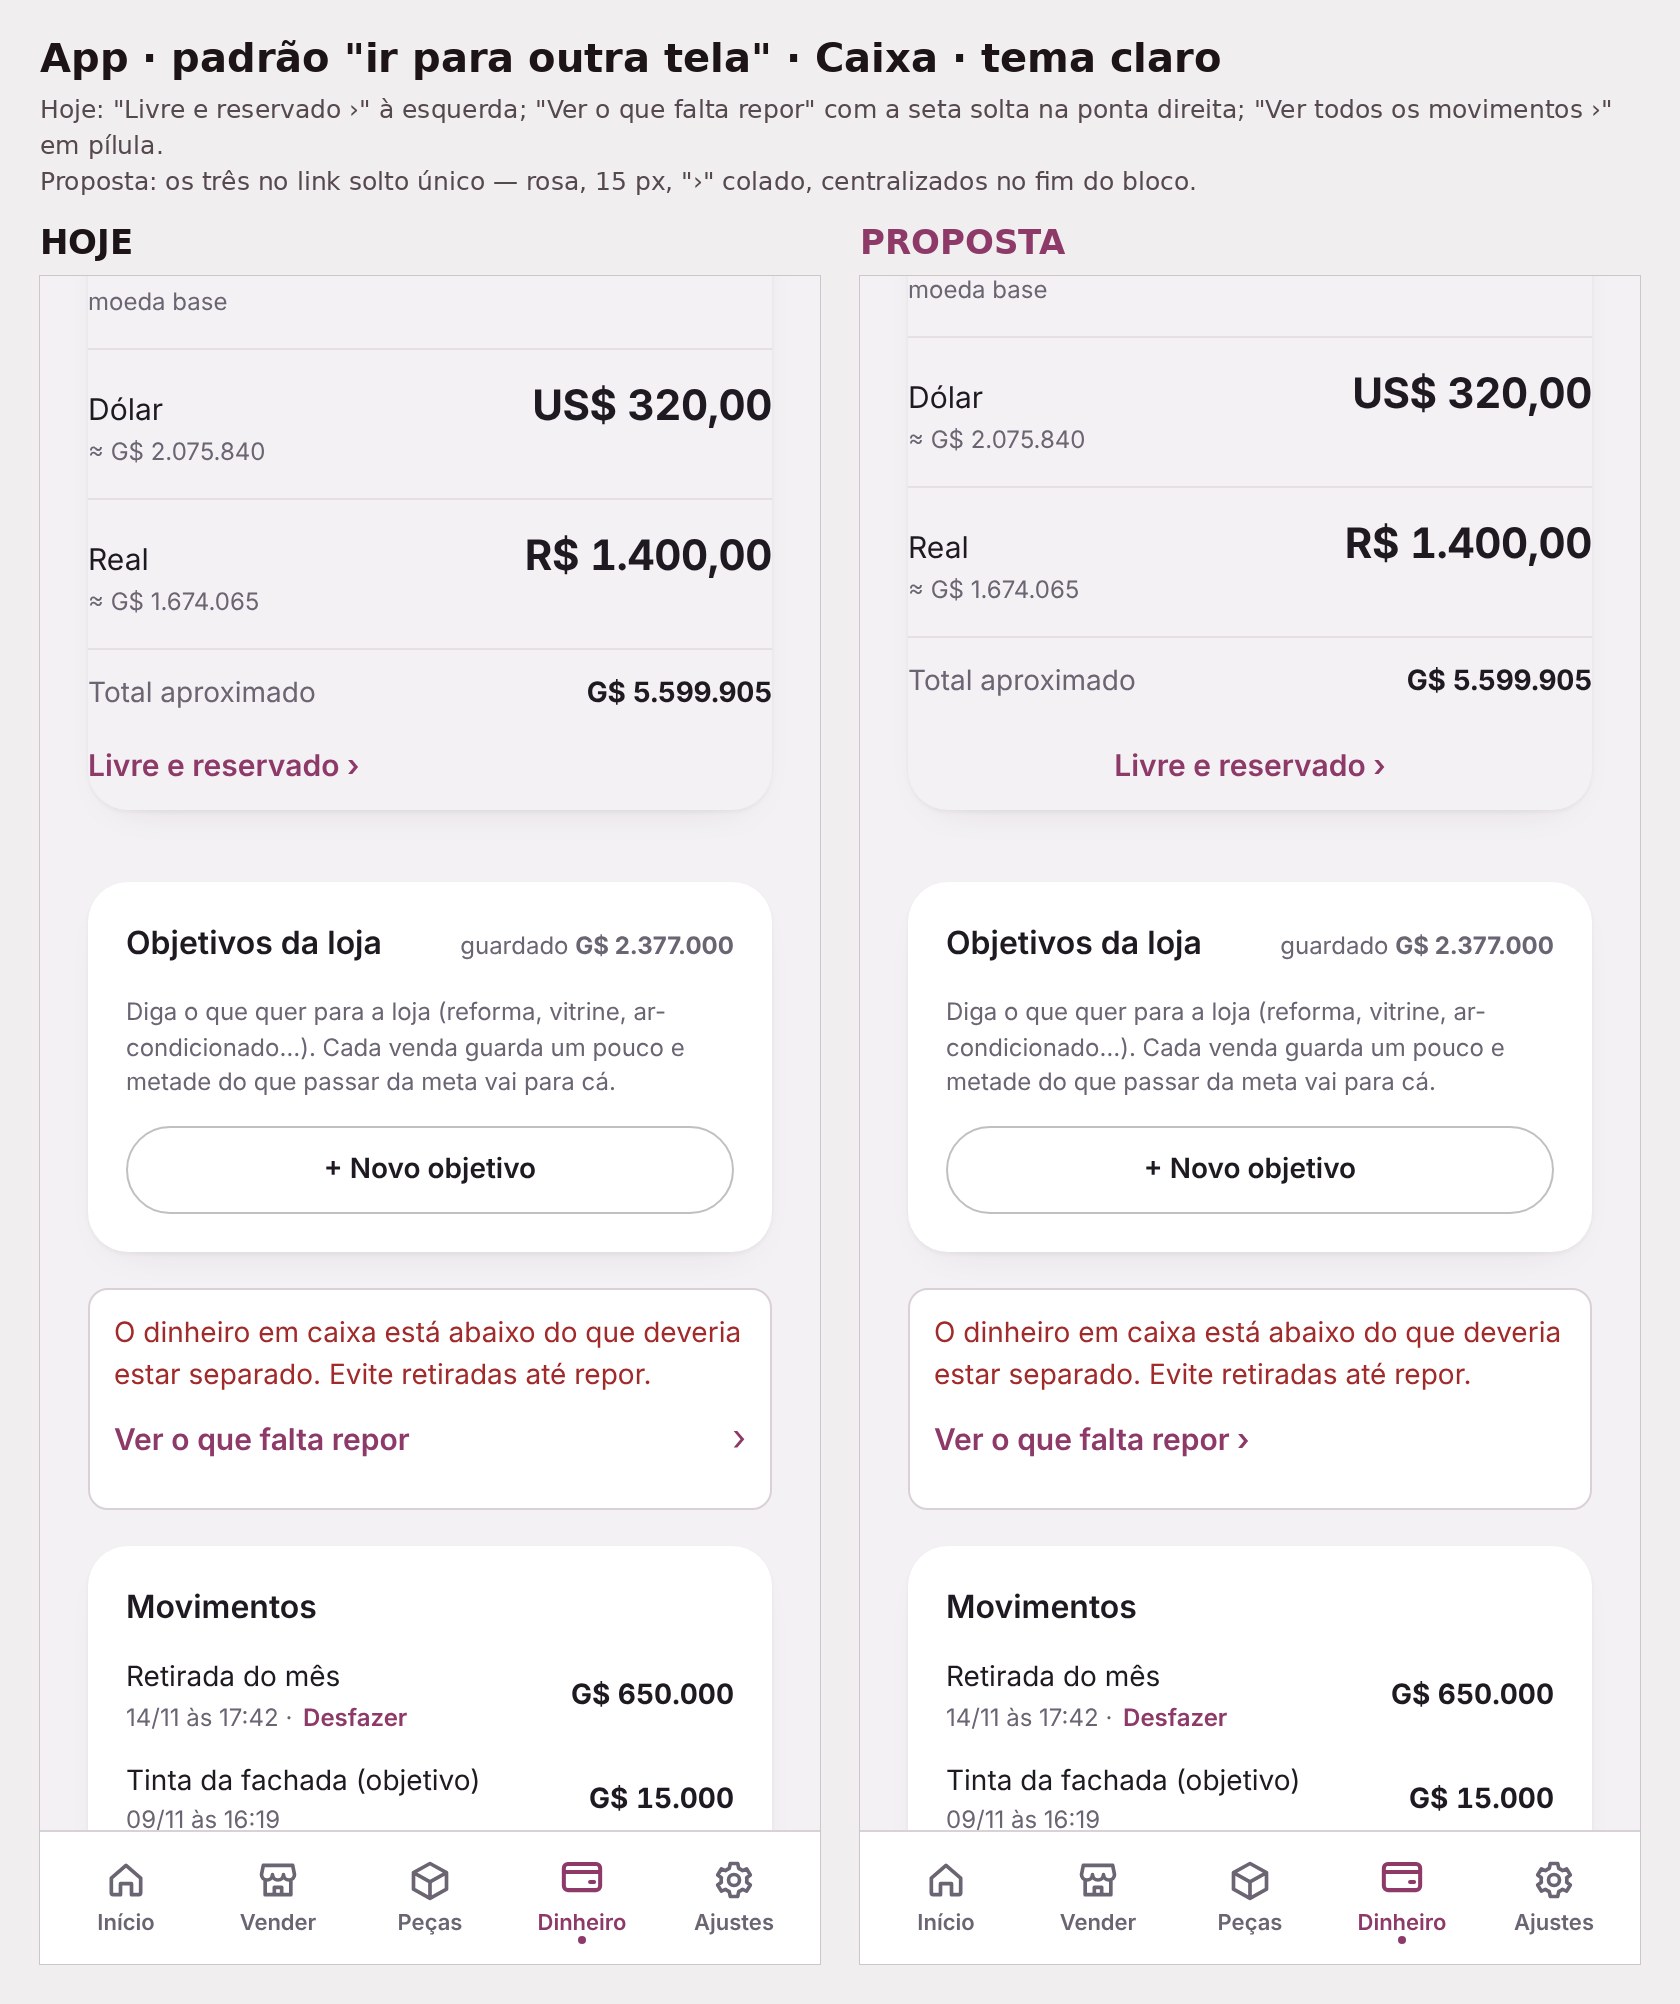 App · padrão "ir para outra tela" · Caixa · tema claro
Hoje: "Livre e reservado ›" à esquerda; "Ver o que falta repor" com a seta solta na ponta direita; "Ver todos os movimentos ›"
em pílula.
Proposta: os três no link solto único — rosa, 15 px, "›" colado, centralizados no fim do bloco.
HOJE
moeda base
Dólar US$ 320,00
≈ G$ 2.075.840
Real R$ 1.400,00
≈ G$ 1.674.065
Total aproximado G$ 5.599.905
Livre e reservado ›
Objetivos da loja guardado G$ 2.377.000
Diga o que quer para a loja (reforma, vitrine, ar-
condicionado...). Cada venda guarda um pouco e
metade do que passar da meta vai para cá.
+ Novo objetivo
O dinheiro em caixa está abaixo do que deveria
estar separado. Evite retiradas até repor.
Ver o que falta repor ›
Movimentos
Retirada do mês G$ 650.000
14/11 às 17:42 · Desfazer
Tinta da fachada (objetivo) G$ 15.000
09/11 às 16:19
Início Vender Peças Dinheiro Ajustes
PROPOSTA
moeda base
Dólar US$ 320,00
≈ G$ 2.075.840
Real R$ 1.400,00
≈ G$ 1.674.065
Total aproximado G$ 5.599.905
Livre e reservado ›
Objetivos da loja guardado G$ 2.377.000
Diga o que quer para a loja (reforma, vitrine, ar-
condicionado...). Cada venda guarda um pouco e
metade do que passar da meta vai para cá.
+ Novo objetivo
O dinheiro em caixa está abaixo do que deveria
estar separado. Evite retiradas até repor.
Ver o que falta repor ›
Movimentos
Retirada do mês G$ 650.000
14/11 às 17:42 · Desfazer
Tinta da fachada (objetivo) G$ 15.000
09/11 às 16:19
Início Vender Peças Dinheiro Ajustes